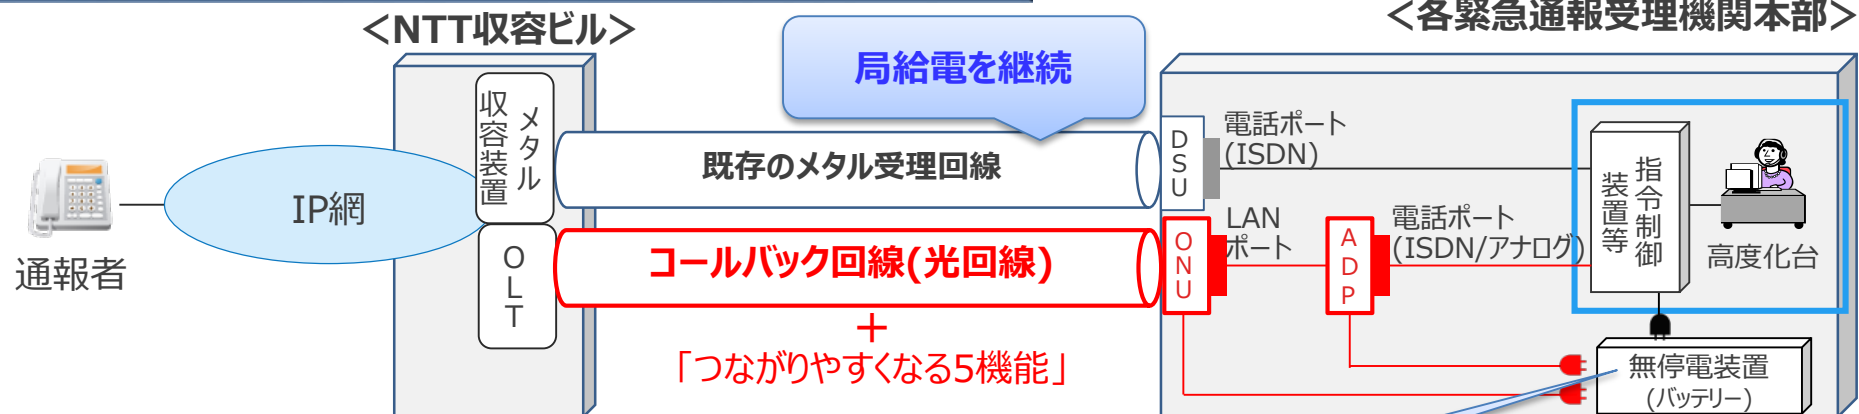 <NTT収容ビル>
<各緊急通報受理機関本部>
局給電を継続
メタル
収容装置
DSU
電話ポート
(ISDN)
既存のメタル受理回線
指令制御
装置等
IP網
通報者
OLT
コールバック回線(光回線)
ONU
LAN
ポート
ADP
電話ポート
(ISDN/アナログ)
高度化台
+
「つながりやすくなる5機能」
無停電装置
(バッテリー)